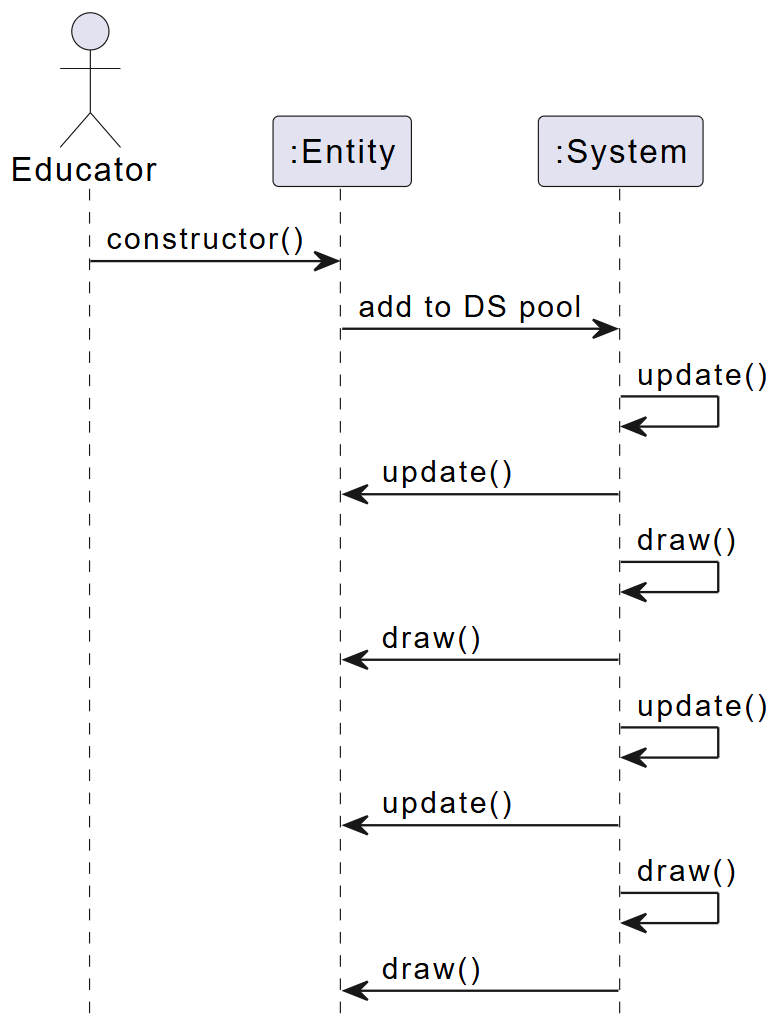 Educator
:Entity
:System
constructor()
add to DS pool
update()
update()
draw()
draw()
update()
update()
draw()
draw()